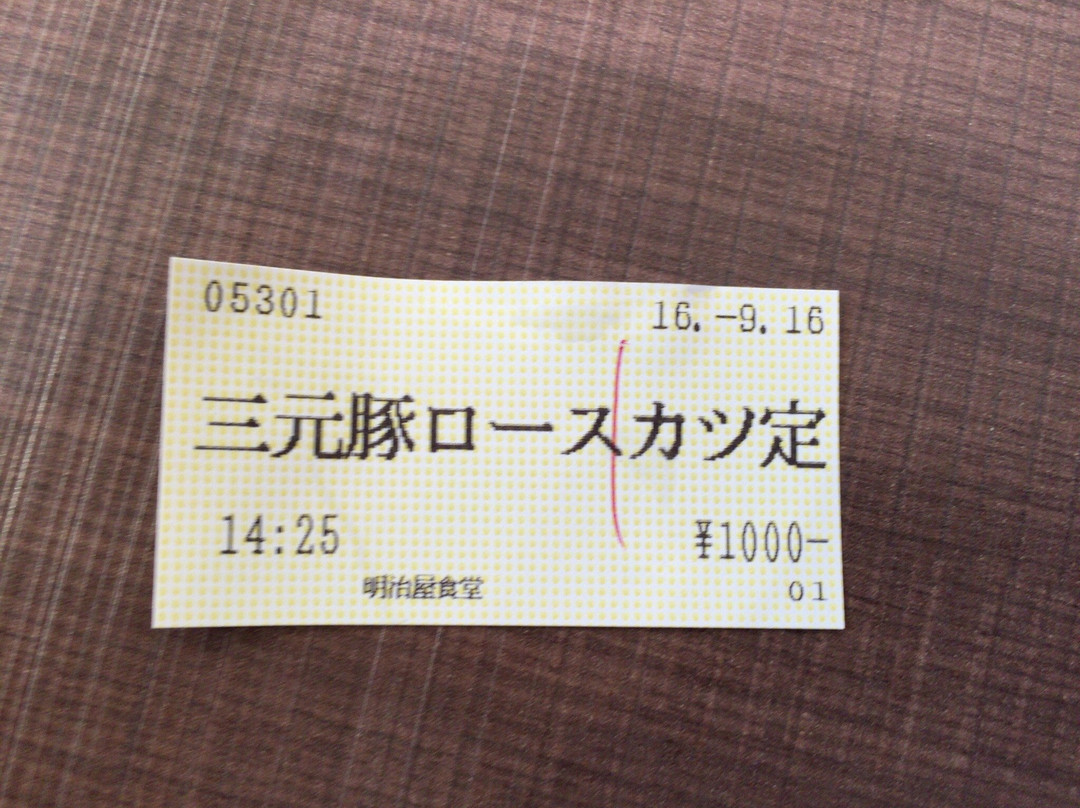 05301 16.-9.16
三元豚ロースカツ定
14:25 ¥1000-
明治屋食堂 01